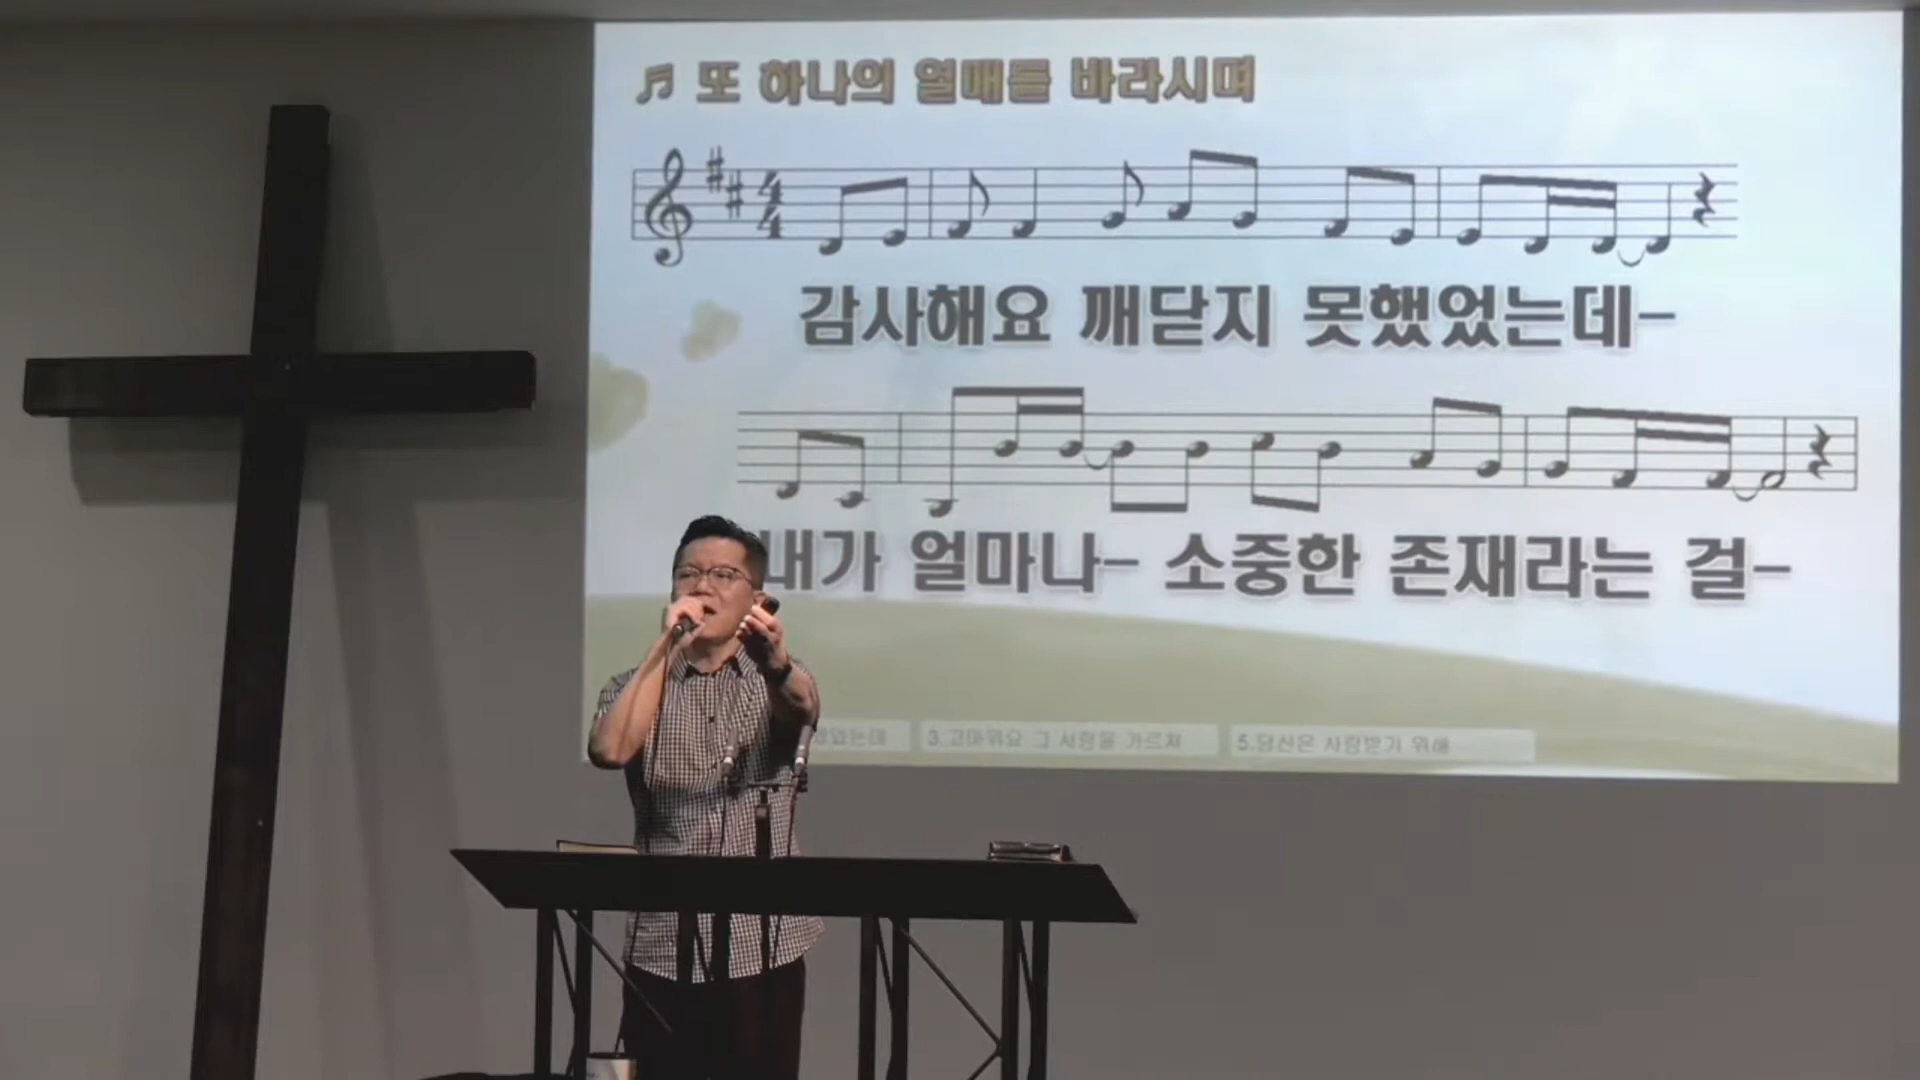 또 하나의 열매를 바라시며
감사해요 깨닫지 못했었는데-
내가 얼마나- 소중한 존재라는 걸-
3.고마워요 그 사랑을 가르쳐
5.당신은 사랑받기 위해